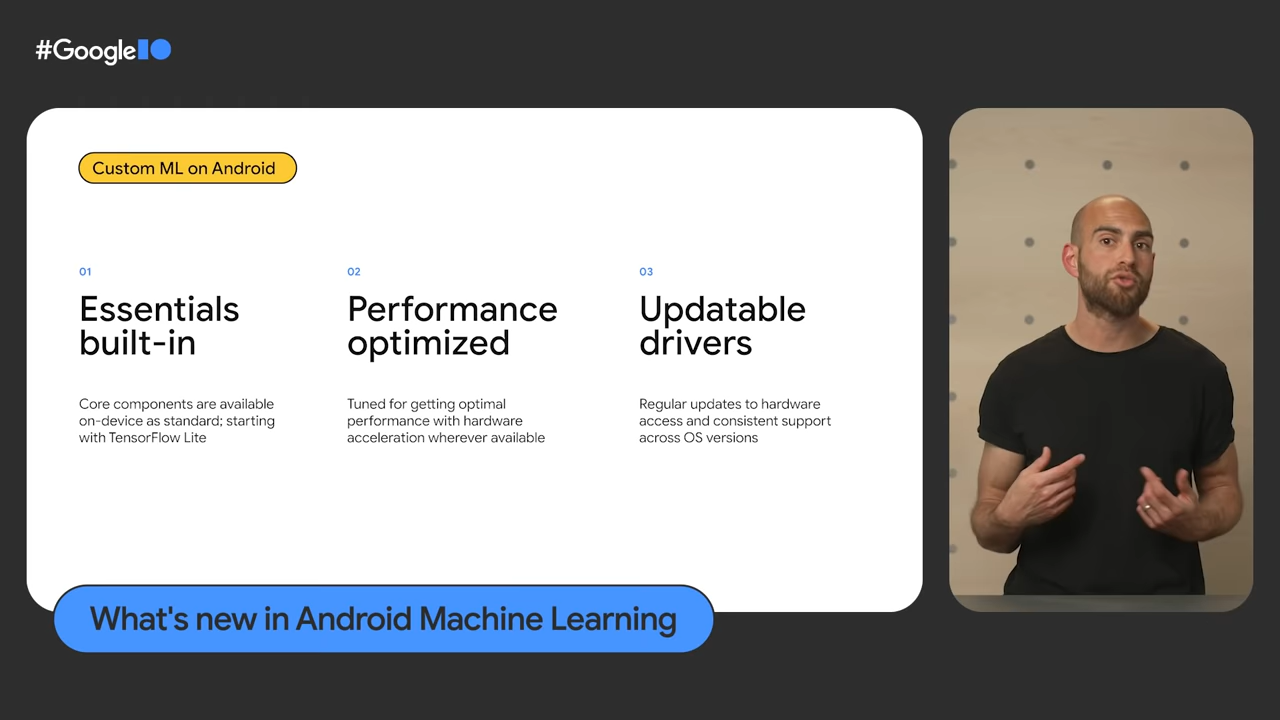 #GoogleIO
Custom ML on Android
01
Essentials
built-in
Core components are available
on-device as standard; starting
with TensorFlow Lite
02
Performance
optimized
Tuned for getting optimal
performance with hardware
acceleration wherever available
03
Updatable
drivers
Regular updates to hardware
access and consistent support
across OS versions
What's new in Android Machine Learning